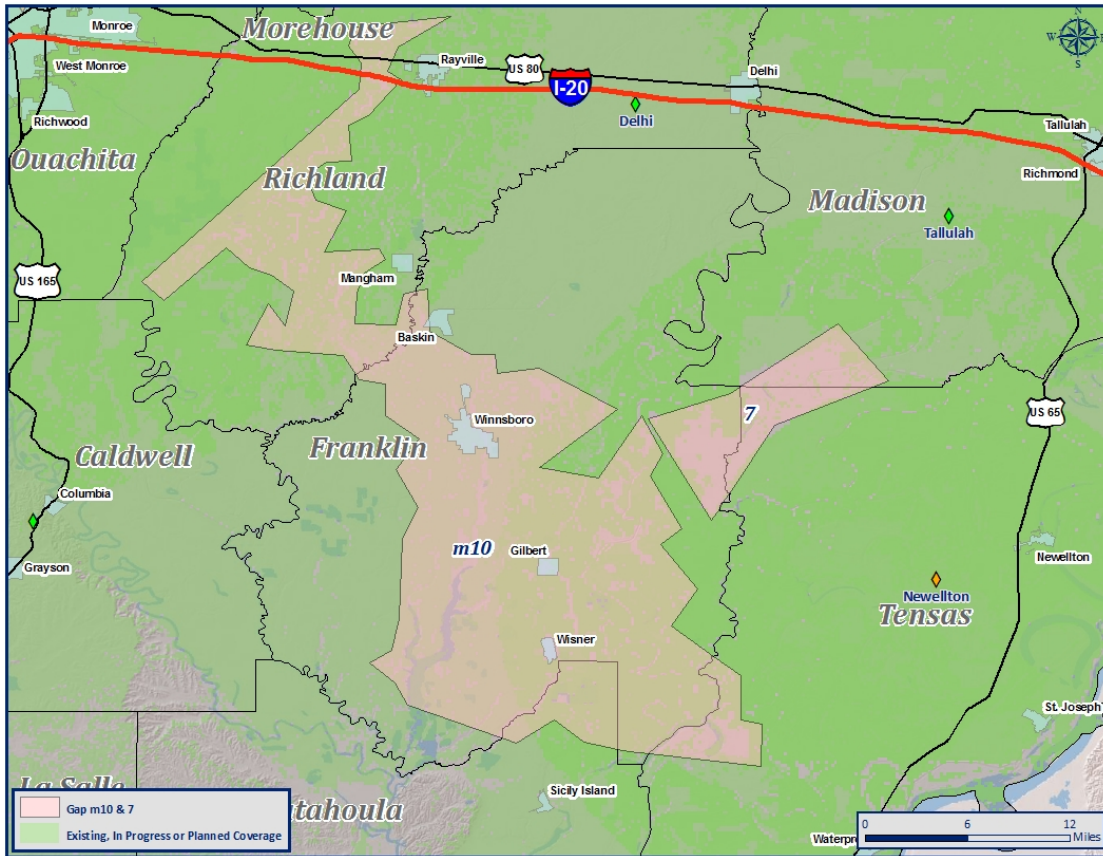 Morehouse
Monroe
N
W
E
S
Rayville
US 80
I-20
Delhi
West Monroe
Delhi
Richwood
Tallulah
Ouachita
Richland
Richmond
Madison
Tallulah
US 165
Mangham
Baskin
7
US 65
Winnsboro
Franklin
Caldwell
Columbia
m10
Gilbert
Newellton
Grayson
Newellton
Tensas
Wisner
St. Joseph
Sicily Island
Gap m10 & 7
Existing, In Progress or Planned Coverage
0 6 12
Miles